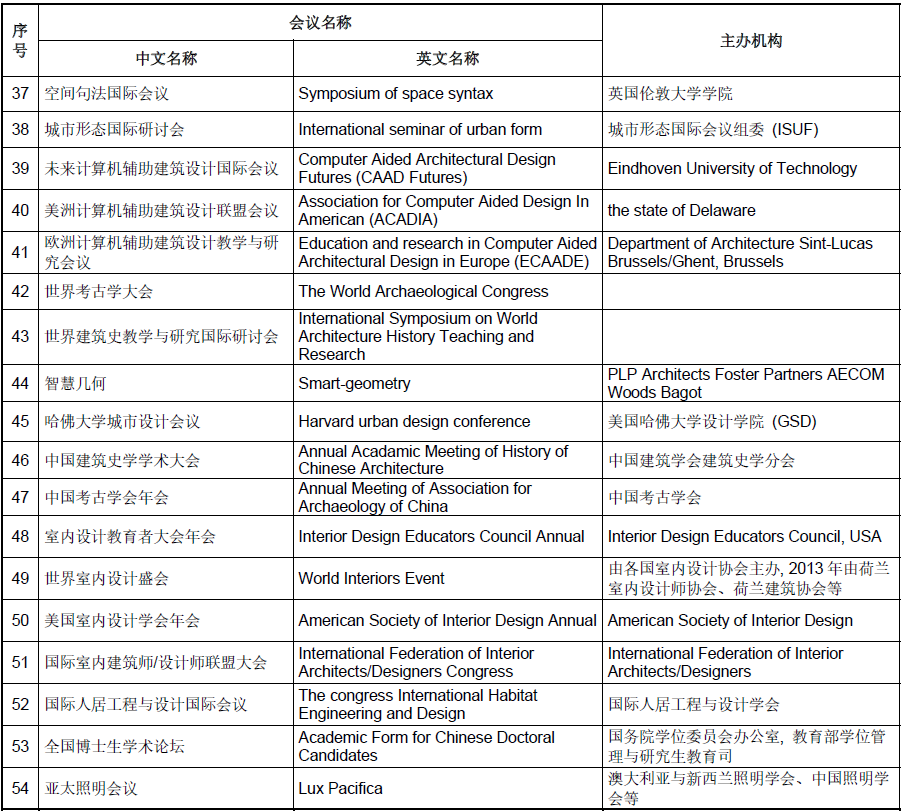 序号
会议名称
主办机构
中文名称
英文名称
37
空间句法国际会议
Symposium of space syntax
英国伦敦大学学院
38
城市形态国际研讨会
International seminar of urban form
城市形态国际会议组委 (ISUF)
39
未来计算机辅助建筑设计国际会议
Computer Aided Architectural Design
Futures (CAAD Futures)
Eindhoven University of Technology
40
美洲计算机辅助建筑设计联盟会议
Association for Computer Aided Design In
American (ACADIA)
the state of Delaware
41
欧洲计算机辅助建筑设计教学与研
究会议
Education and research in Computer Aided
Architectural Design in Europe (ECAADE)
Department of Architecture Sint-Lucas
Brussels/Ghent, Brussels
42
世界考古学大会
The World Archaeological Congress
43
世界建筑史教学与研究国际研讨会
International Symposium on World
Architecture History Teaching and
Research
44
智慧几何
Smart-geometry
PLP Architects Foster Partners AECOM
Woods Bagot
45
哈佛大学城市设计会议
Harvard urban design conference
美国哈佛大学设计学院 (GSD)
46
中国建筑史学学术大会
Annual Acadamic Meeting of History of
Chinese Architecture
中国建筑学会建筑史学分会
47
中国考古学会年会
Annual Meeting of Association for
Archaeology of China
中国考古学会
48
室内设计教育者大会年会
Interior Design Educators Council Annual
Interior Design Educators Council, USA
49
世界室内设计盛会
World Interiors Event
由各国室内设计协会主办, 2013 年由荷兰
室内设计师协会、荷兰建筑协会等
50
美国室内设计学会年会
American Society of Interior Design Annual
American Society of Interior Design
51
国际室内建筑师/设计师联盟大会
International Federation of Interior
Architects/Designers Congress
International Federation of Interior
Architects/Designers
52
国际人居工程与设计国际会议
The congress International Habitat
Engineering and Design
国际人居工程与设计学会
53
全国博士生学术论坛
Academic Form for Chinese Doctoral
Candidates
国务院学位委员会办公室, 教育部学位管
理与研究生教育司
54
亚太照明会议
Lux Pacifica
澳大利亚与新西兰照明学会、中国照明学
会等